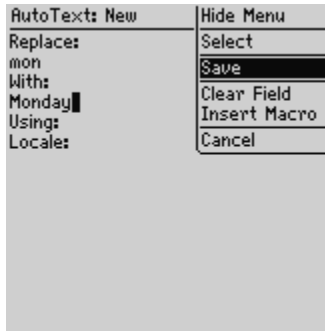 AutoText: New
Replace:
mon
With:
Monday
Using:
Locale:
Hide Menu
Select
Save
Clear Field
Insert Macro
Cancel